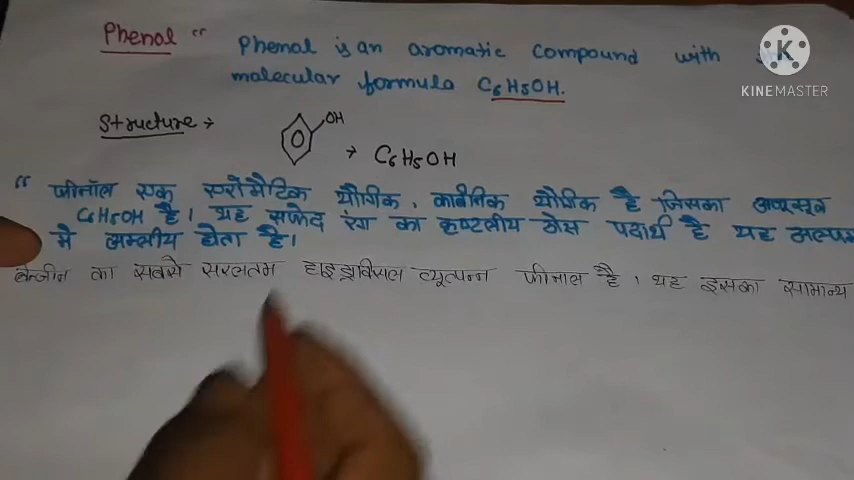 Phenol " Phenol is an aromatic compound with
molecular formula C6H5OH.
Structure → OH → C6H5OH
" फीनॉल एक एरोमैटिक यौगिक, कार्बनिक यौगिक है जिसका अणुसूत्र
C6H5OH है। यह सफेद रंग का कृष्टलीय ठोस पदार्थ है यह अल्पमा
मे अम्लीय होता है।
बेन्जीन का सबसे सरलतम हाइड्राक्सिल व्यूत्पन्न फीनाल है, यह इसका सामान्य
K
KINEMASTER